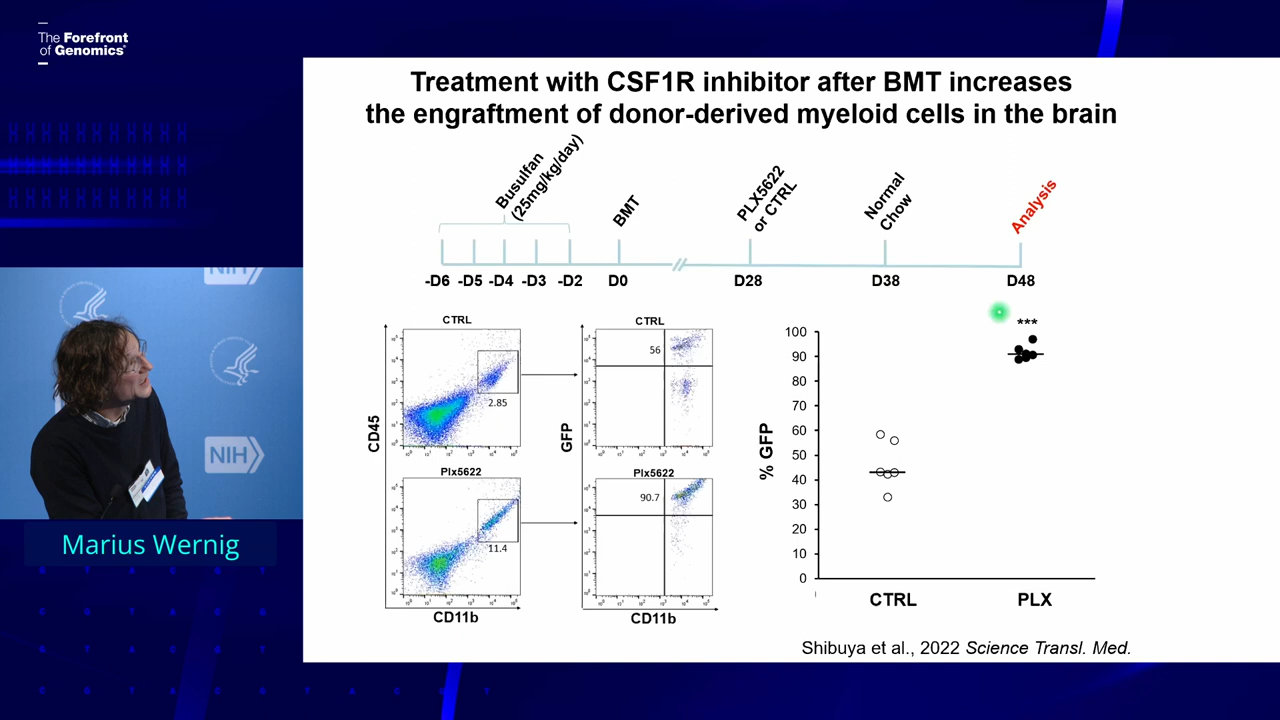 The Forefront
of Genomics®
Treatment with CSF1R inhibitor after BMT increases
the engraftment of donor-derived myeloid cells in the brain
Busulfan
(25mg/kg/day)
BMT
PLX5622
or CTRL
Normal
Chow
Analysis
-D6 -D5 -D4 -D3 -D2 D0 D28 D38 D48
CTRL
2.85
CTRL
56
CD45
GFP
Plx5622
11.4
Plx5622
90.7
CD11b
CD11b
***
100
90
80
70
60
50
40
30
20
10
0
% GFP
CTRL PLX
Shibuya et al., 2022 Science Transl. Med.
NIH
NIH
Marius Wernig